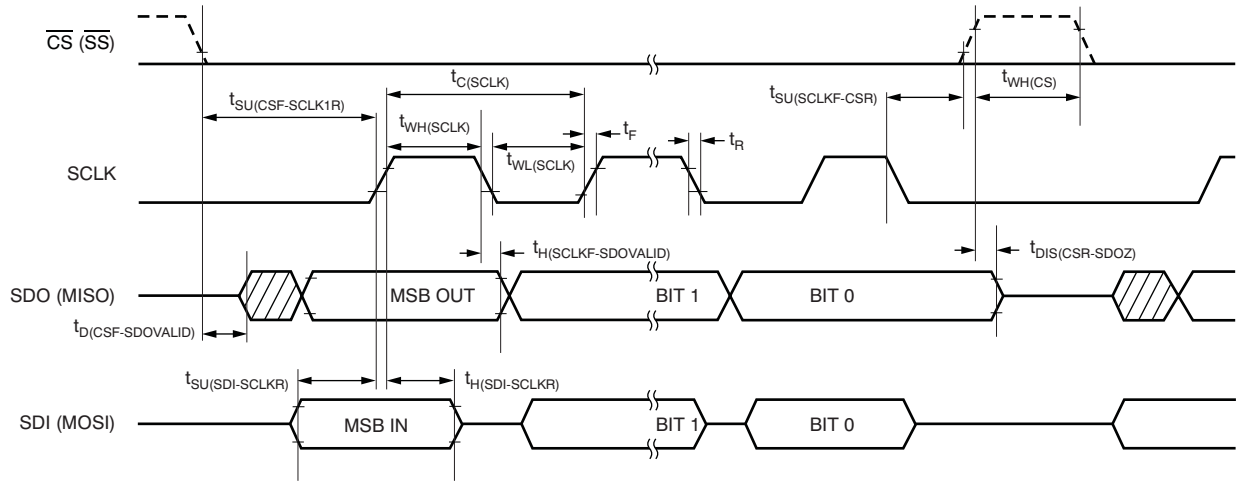 CS (SS)
tC(SCLK)
tSU(CSF-SCLK1R)
tSU(SCLKF-CSR)
tWH(CS)
tWH(SCLK)
tF
tR
tWL(SCLK)
SCLK
tH(SCLKF-SDOVALID)
tDIS(CSR-SDOZ)
SDO (MISO)
MSB OUT
BIT 1
BIT 0
tD(CSF-SDOVALID)
tSU(SDI-SCLKR)
tH(SDI-SCLKR)
SDI (MOSI)
MSB IN
BIT 1
BIT 0